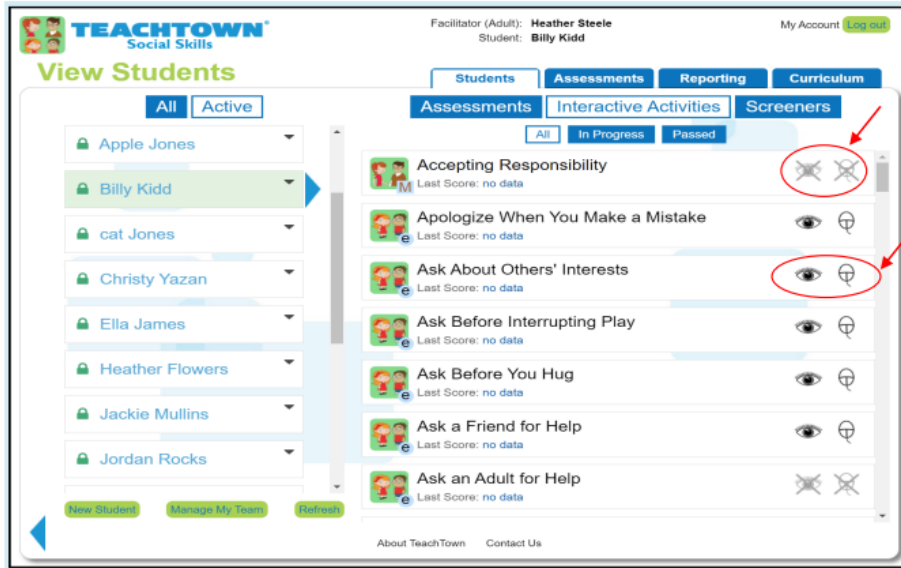 TEACHTOWN®
Social Skills
Facilitator (Adult): Heather Steele
Student: Billy Kidd
My Account Log out
View Students
Students Assessments Reporting Curriculum
All Active
Assessments Interactive Activities Screeners
All In Progress Passed
Apple Jones
Billy Kidd
cat Jones
Christy Yazan
Ella James
Heather Flowers
Jackie Mullins
Jordan Rocks
New Student Manage My Team Refresh
Accepting Responsibility
M Last Score: no data
Apologize When You Make a Mistake
e Last Score: no data
Ask About Others' Interests
e Last Score: no data
Ask Before Interrupting Play
e Last Score: no data
Ask Before You Hug
e Last Score: no data
Ask a Friend for Help
e Last Score: no data
Ask an Adult for Help
e Last Score: no data
About TeachTown Contact Us